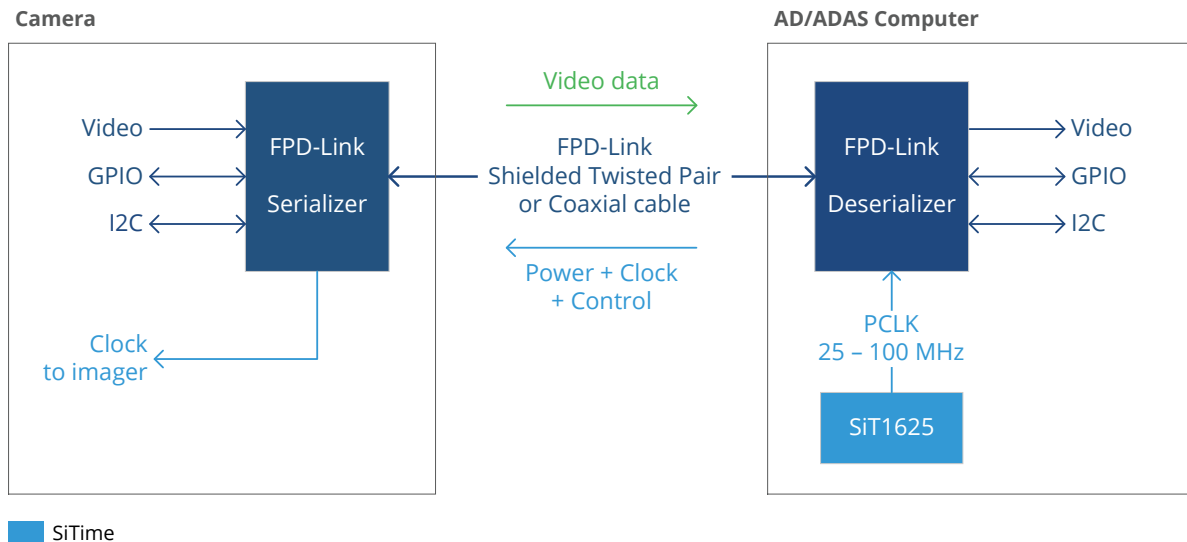 Camera
AD/ADAS Computer
Video
GPIO
I2C
FPD-Link
Serializer
Clock
to imager
Video data
FPD-Link
Shielded Twisted Pair
or Coaxial cable
Power + Clock
+ Control
FPD-Link
Deserializer
Video
GPIO
I2C
PCLK
25 – 100 MHz
SiT1625
SiTime